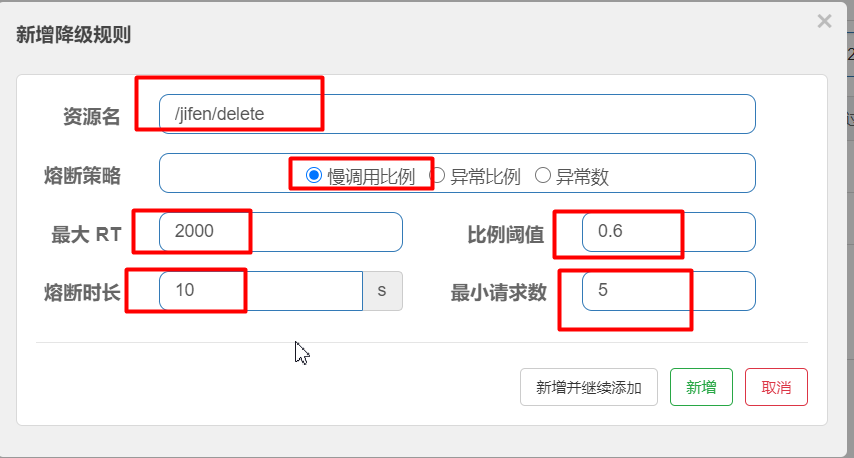 新增降级规则
×
资源名 /jifen/delete
熔断策略 慢调用比例 异常比例 异常数
最大 RT 2000 比例阈值 0.6
熔断时长 10 s 最小请求数 5
新增并继续添加 新增 取消